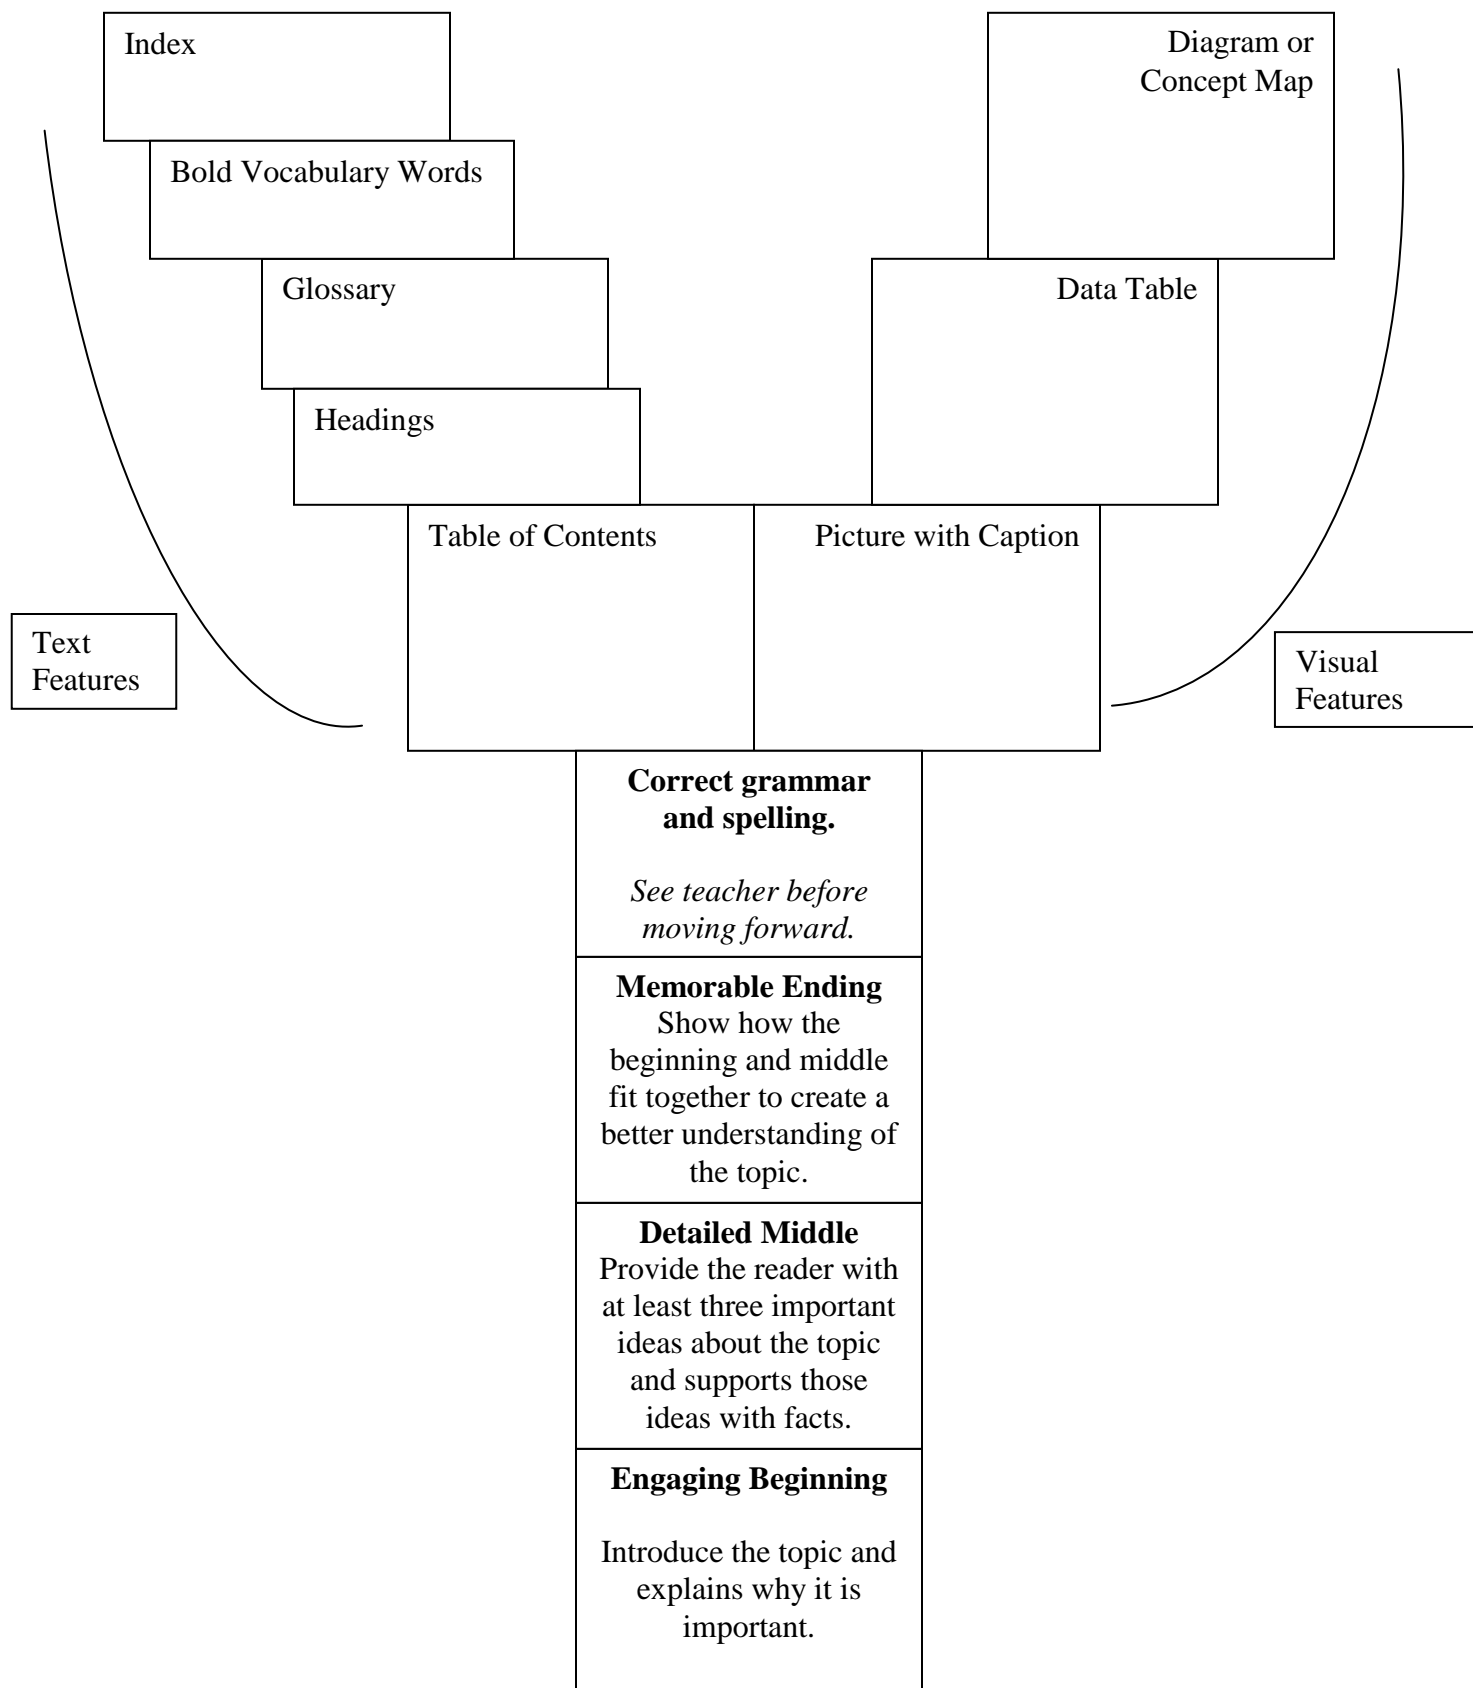 Index
Diagram or
Concept Map
Bold Vocabulary Words
Glossary
Data Table
Headings
Table of Contents
Picture with Caption
Text
Features
Visual
Features
Correct grammar
and spelling.
See teacher before
moving forward.
Memorable Ending
Show how the
beginning and middle
fit together to create a
better understanding of
the topic.
Detailed Middle
Provide the reader with
at least three important
ideas about the topic
and supports those
ideas with facts.
Engaging Beginning
Introduce the topic and
explains why it is
important.